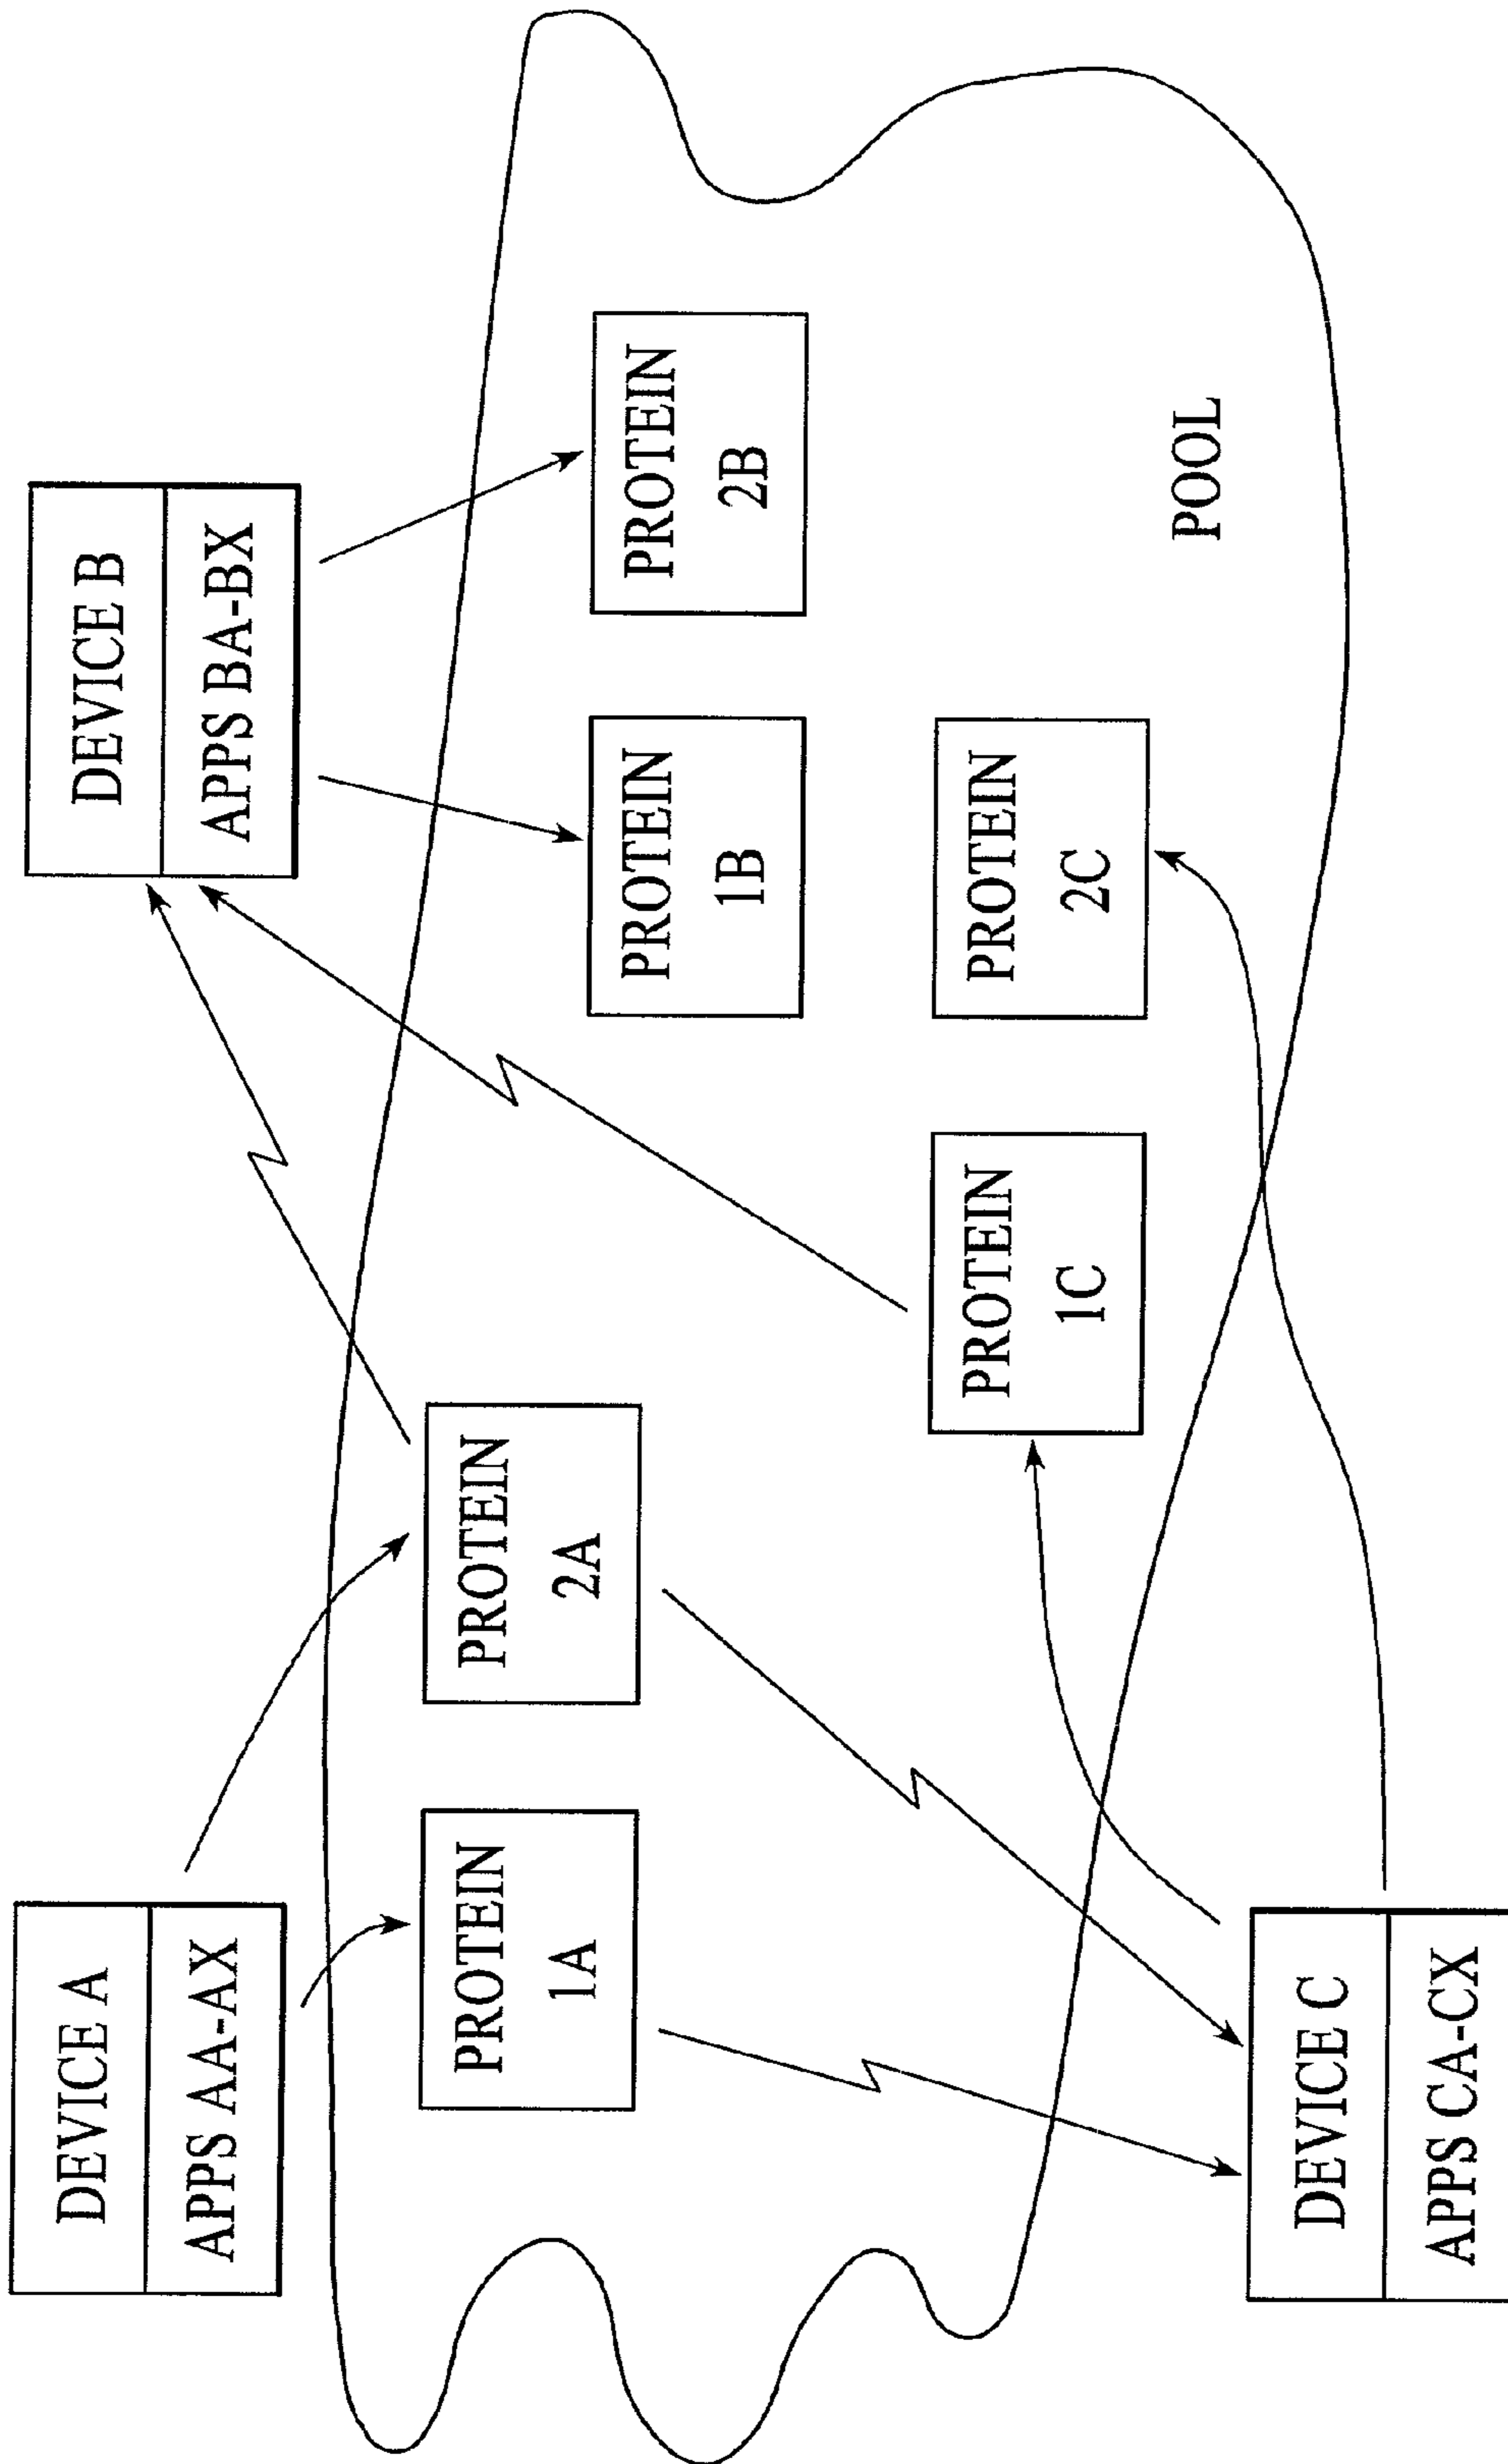 DEVICE A
APPS AA-AX
DEVICE B
APPS BA-BX
PROTEIN
1A
PROTEIN
2A
PROTEIN
1B
PROTEIN
2B
PROTEIN
1C
PROTEIN
2C
POOL
DEVICE C
APPS CA-CX